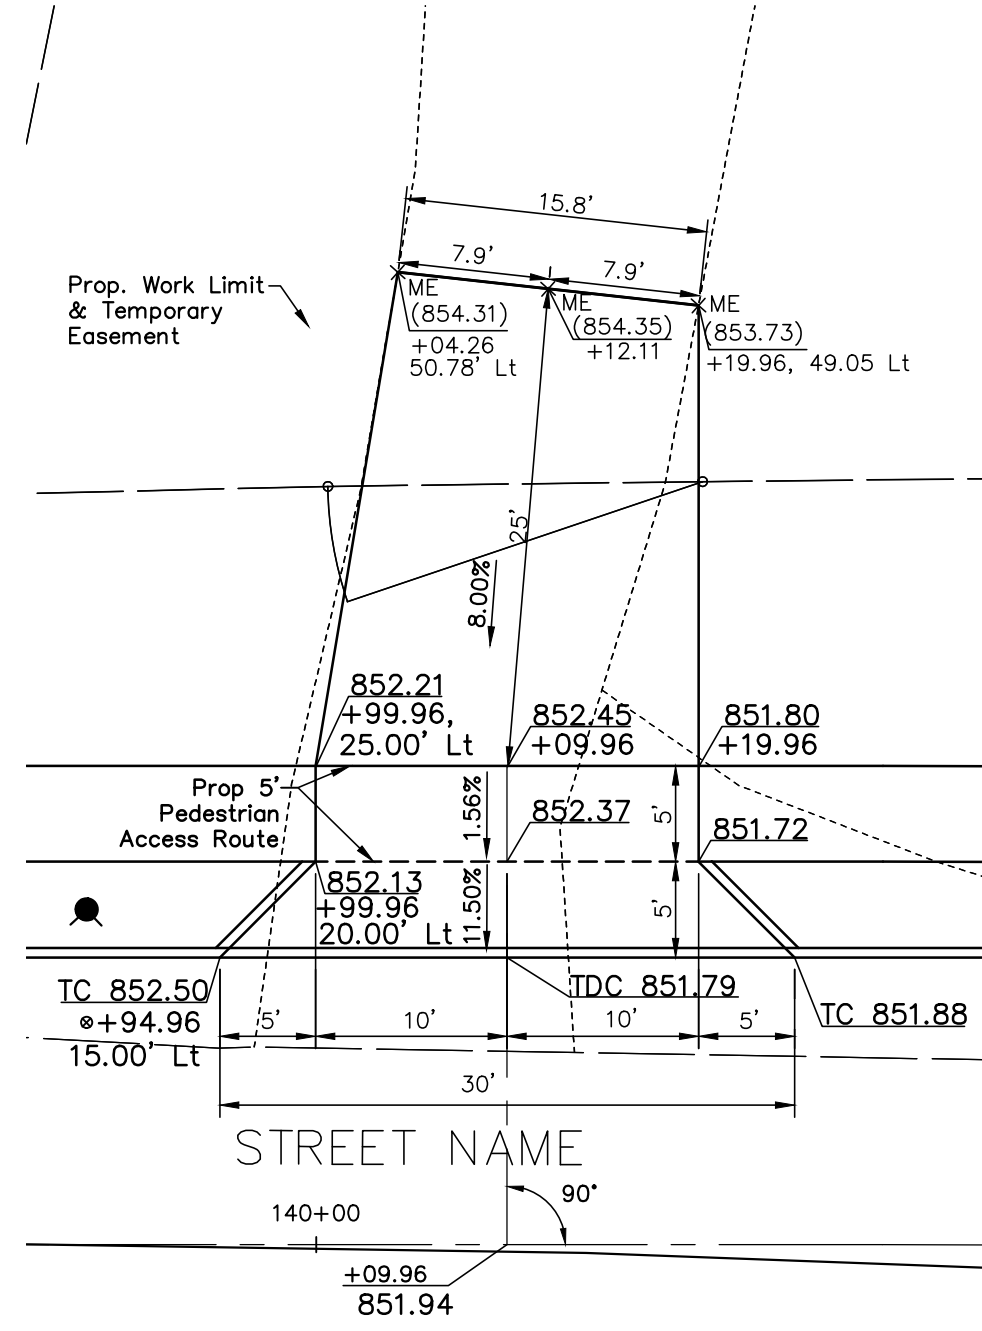 15.8'
7.9'
7.9'
Prop. Work Limit
& Temporary
Easement
ME
(854.31)
+04.26
50.78' Lt
ME
(854.35)
+12.11
ME
(853.73)
+19.96, 49.05 Lt
25'
8.00%
852.21
+99.96,
25.00' Lt
852.45
+09.96
851.80
+19.96
Prop 5'
Pedestrian
Access Route
1.56%
852.37
5'
851.72
852.13
+99.96
20.00' Lt
11.50%
5'
TC 852.50
+94.96
15.00' Lt
TDC 851.79
TC 851.88
5'
10'
10'
5'
30'
STREET NAME
90°
140+00
+09.96
851.94